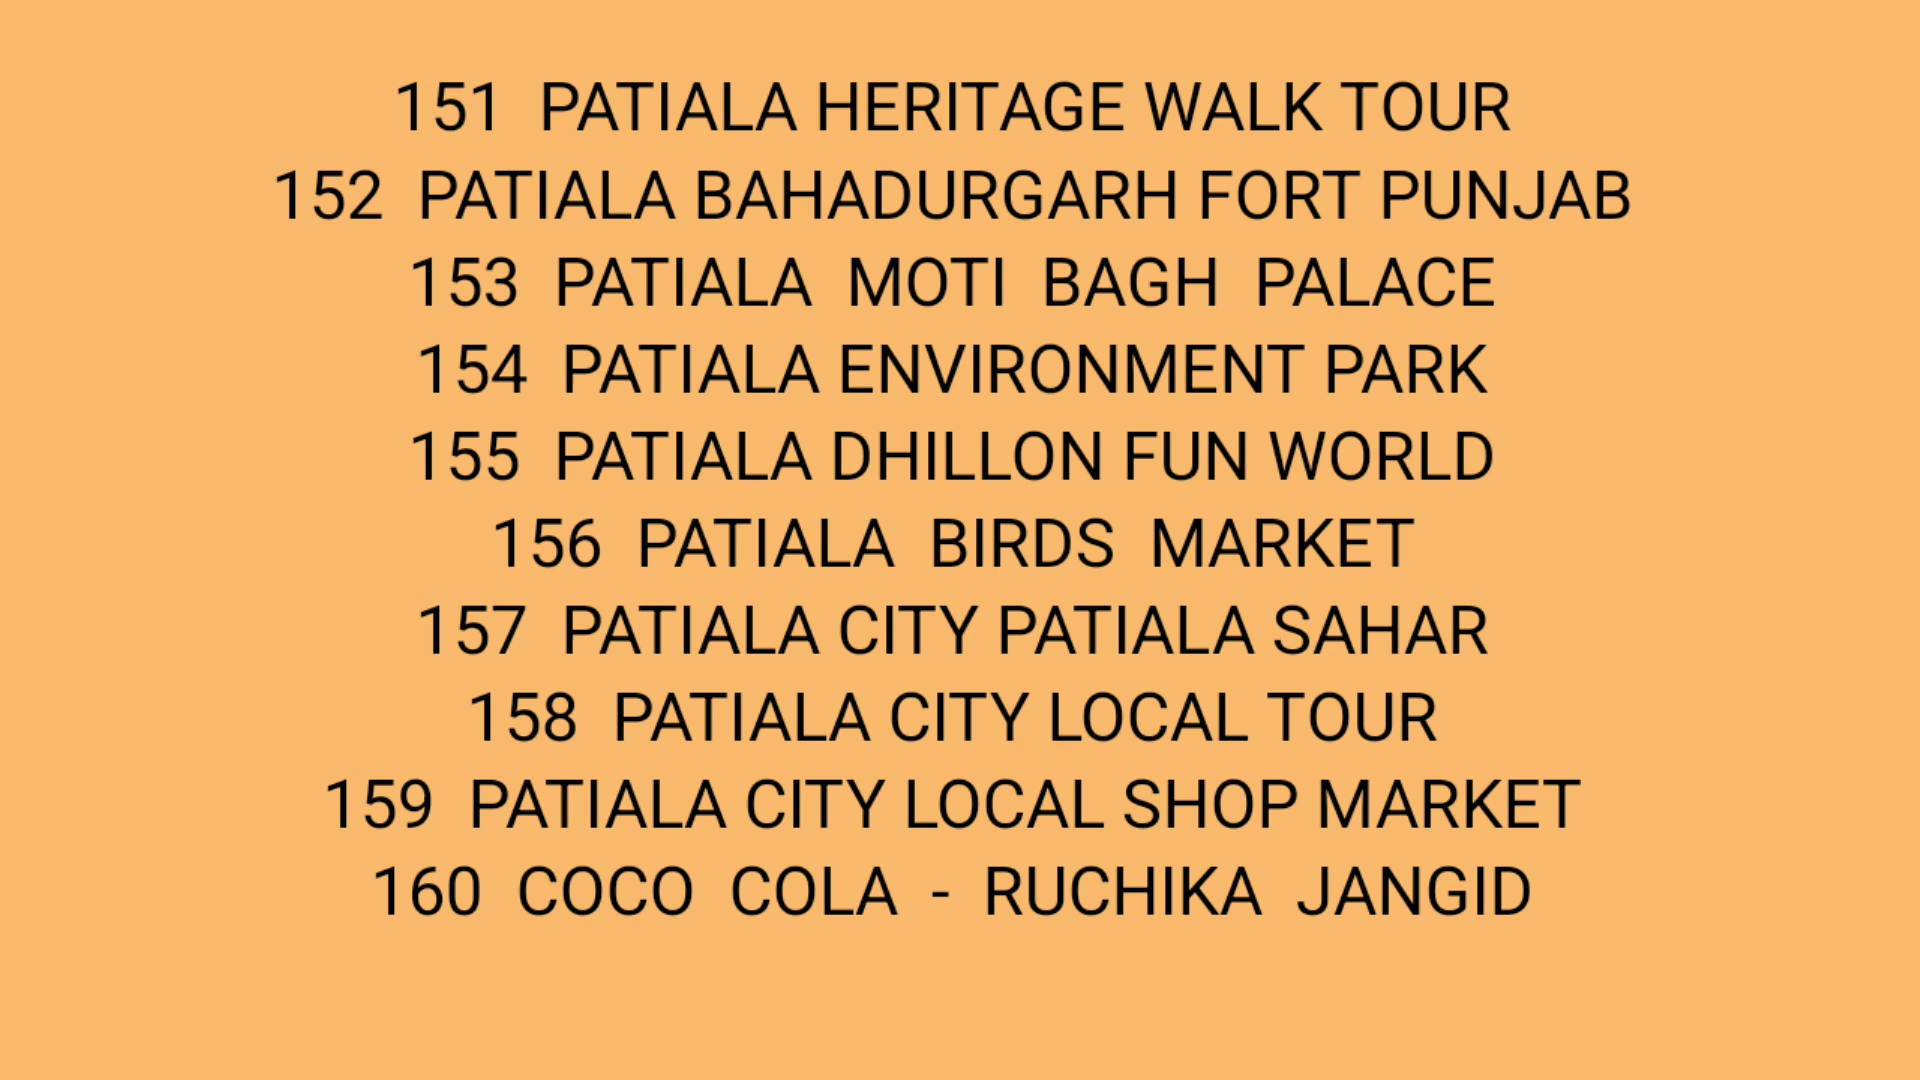 151 PATIALA HERITAGE WALK TOUR
152 PATIALA BAHADURGARH FORT PUNJAB
153 PATIALA MOTI BAGH PALACE
154 PATIALA ENVIRONMENT PARK
155 PATIALA DHILLON FUN WORLD
156 PATIALA BIRDS MARKET
157 PATIALA CITY PATIALA SAHAR
158 PATIALA CITY LOCAL TOUR
159 PATIALA CITY LOCAL SHOP MARKET
160 COCO COLA - RUCHIKA JANGID